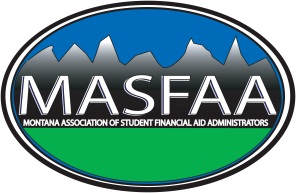 MASFAA
MONTANA ASSOCIATION OF STUDENT FINANCIAL AID ADMINISTRATORS